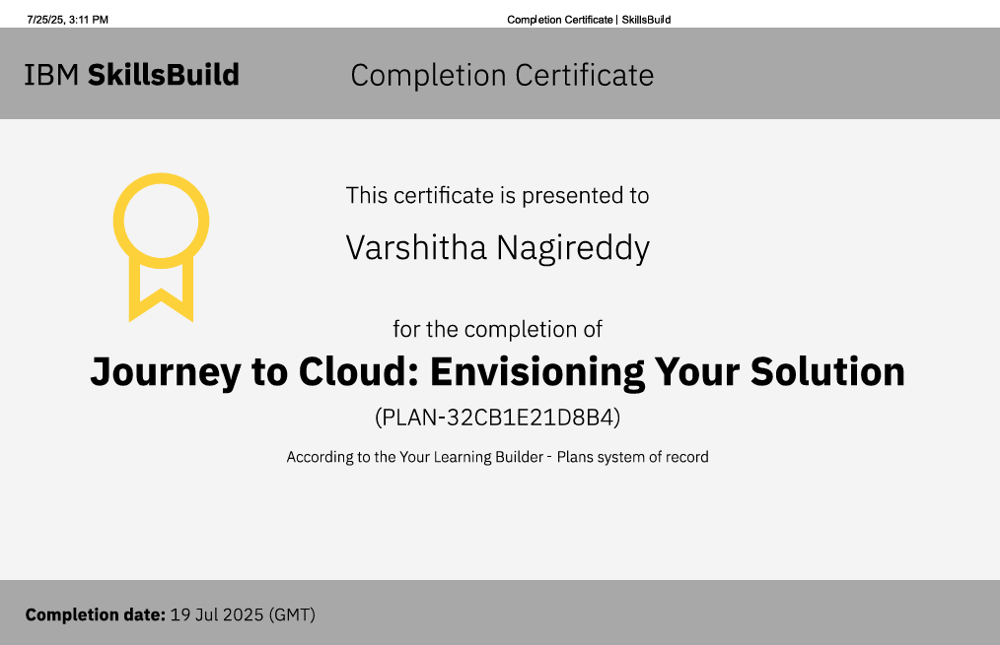 7/25/25, 3:11 PM Completion Certificate | SkillsBuild
IBM SkillsBuild Completion Certificate
This certificate is presented to
Varshitha Nagireddy
for the completion of
Journey to Cloud: Envisioning Your Solution
(PLAN-32CB1E21D8B4)
According to the Your Learning Builder - Plans system of record
Completion date: 19 Jul 2025 (GMT)